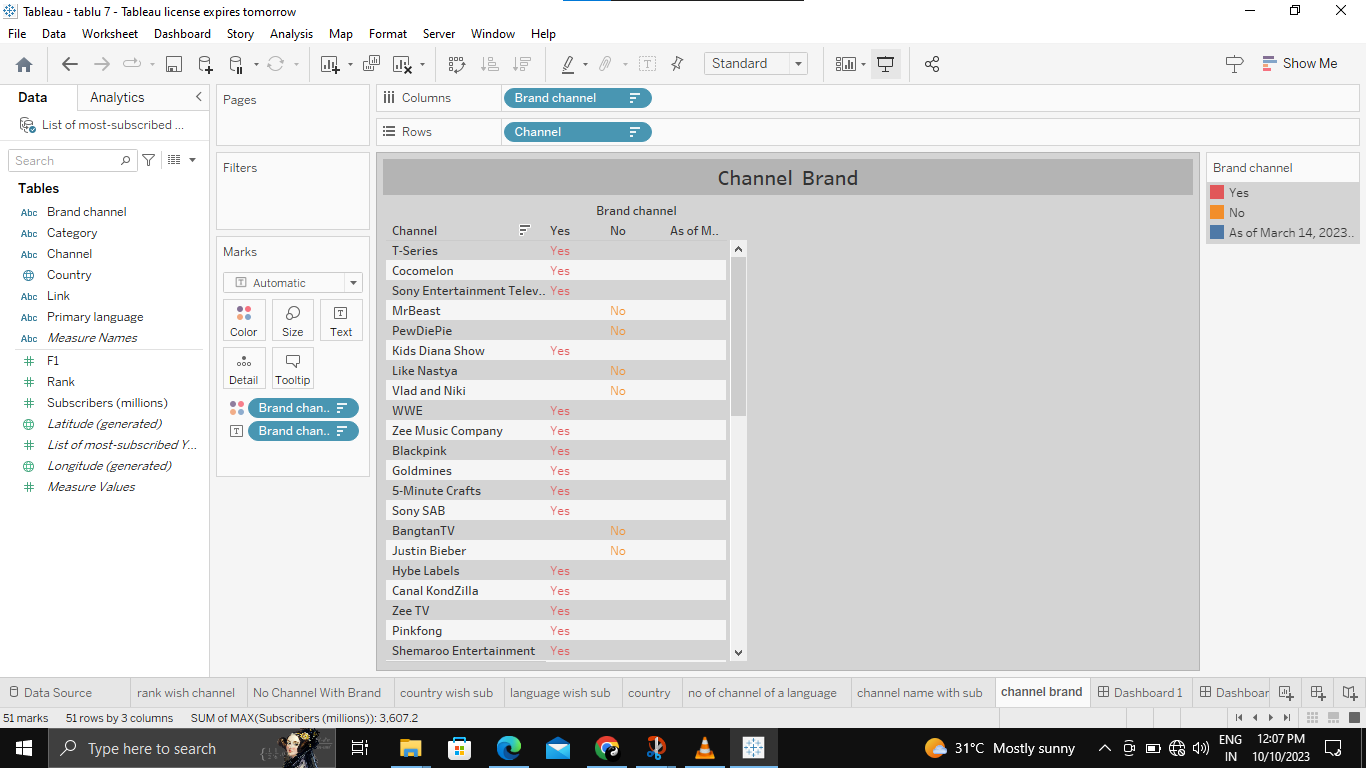 Tableau - tablu 7 - Tableau license expires tomorrow
File Data Worksheet Dashboard Story Analysis Map Format Server Window Help
Standard
Show Me
Data Analytics
List of most-subscribed ...
Search
Tables
Abc Brand channel
Abc Category
Abc Channel
Country
Abc Link
Abc Primary language
Abc Measure Names
# F1
# Rank
# Subscribers (millions)
Latitude (generated)
# List of most-subscribed Y...
Longitude (generated)
# Measure Values
Pages
Filters
Marks
T Automatic
Color Size T Text
Detail Tooltip
Brand chan..
T Brand chan..
Columns Brand channel
Rows Channel
Channel Brand
Brand channel
Channel Yes No As of M..
T-Series Yes
Cocomelon Yes
Sony Entertainment Telev.. Yes
MrBeast No
PewDiePie No
Kids Diana Show Yes
Like Nastya No
Vlad and Niki No
WWE Yes
Zee Music Company Yes
Blackpink Yes
Goldmines Yes
5-Minute Crafts Yes
Sony SAB Yes
BangtanTV No
Justin Bieber No
Hybe Labels Yes
Canal KondZilla Yes
Zee TV Yes
Pinkfong Yes
Shemaroo Entertainment Yes
Brand channel
Yes
No
As of March 14, 2023..
Data Source rank wish channel No Channel With Brand country wish sub language wish sub country no of channel of a language channel name with sub channel brand Dashboard 1 Dashboar
51 marks 51 rows by 3 columns SUM of MAX(Subscribers (millions)): 3,607.2
Type here to search
31°C Mostly sunny
ENG
IN
12:07 PM
10/10/2023